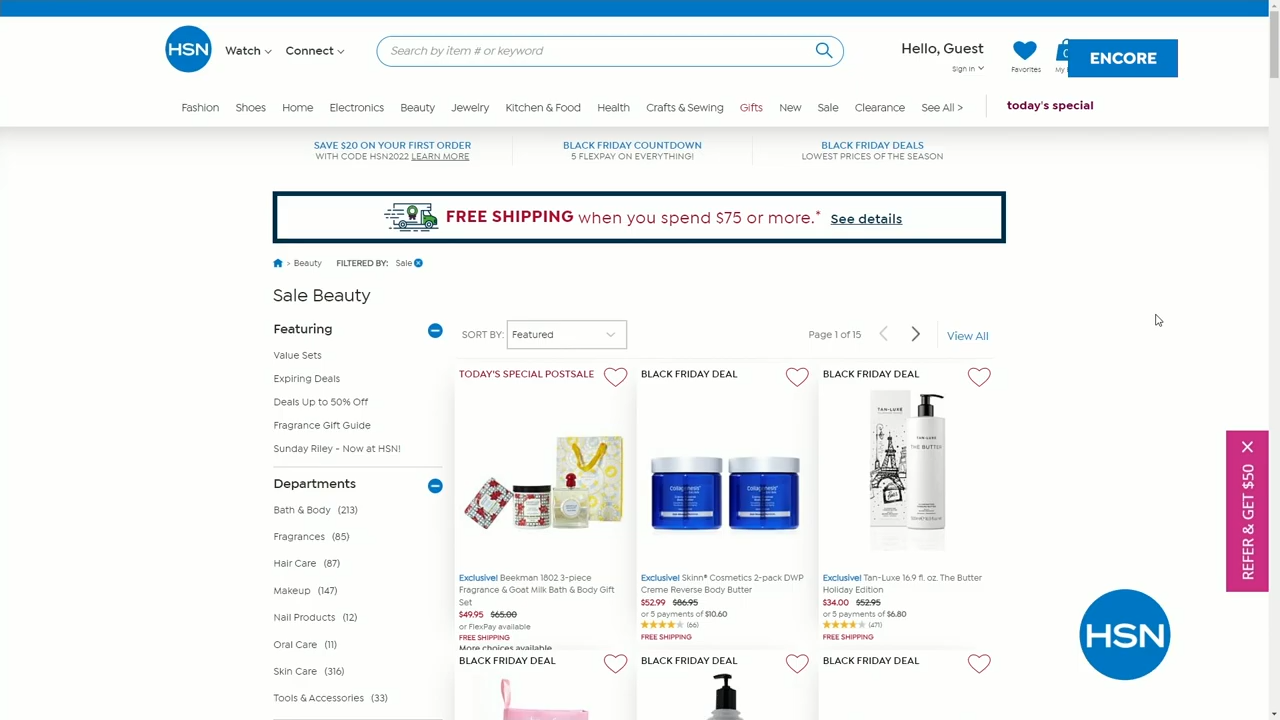 HSN
Watch
Connect
Search by item # or keyword
Hello, Guest
Sign in
Favorites
My
ENCORE
Fashion Shoes Home Electronics Beauty Jewelry Kitchen & Food Health Crafts & Sewing Gifts New Sale Clearance See All >
today's special
SAVE $20 ON YOUR FIRST ORDER
WITH CODE HSN2022 LEARN MORE
BLACK FRIDAY COUNTDOWN
5 FLEXPAY ON EVERYTHING!
BLACK FRIDAY DEALS
LOWEST PRICES OF THE SEASON
FREE SHIPPING when you spend $75 or more.* See details
> Beauty FILTERED BY: Sale
Sale Beauty
Featuring
Value Sets
Expiring Deals
Deals Up to 50% Off
Fragrance Gift Guide
Sunday Riley - Now at HSN!
Departments
Bath & Body (213)
Fragrances (85)
Hair Care (87)
Makeup (147)
Nail Products (12)
Oral Care (11)
Skin Care (316)
Tools & Accessories (33)
SORT BY: Featured
Page 1 of 15
View All
TODAY'S SPECIAL POSTSALE
Exclusive! Beekman 1802 3-piece
Fragrance & Goat Milk Bath & Body Gift
Set
$49.95 $65.00
or FlexPay available
FREE SHIPPING
More choices available
BLACK FRIDAY DEAL
Collagenesis
Collagenesis
Exclusive! Skinn® Cosmetics 2-pack DWP
Creme Reverse Body Butter
$52.99 $86.95
or 5 payments of $10.60
(66)
FREE SHIPPING
BLACK FRIDAY DEAL
TAN-LUXE
TAN-LUXE
THE BUTTER
Exclusive! Tan-Luxe 16.9 fl. oz. The Butter
Holiday Edition
$34.00 $52.95
or 5 payments of $6.80
(471)
FREE SHIPPING
BLACK FRIDAY DEAL
BLACK FRIDAY DEAL
BLACK FRIDAY DEAL
REFER & GET $50
HSN